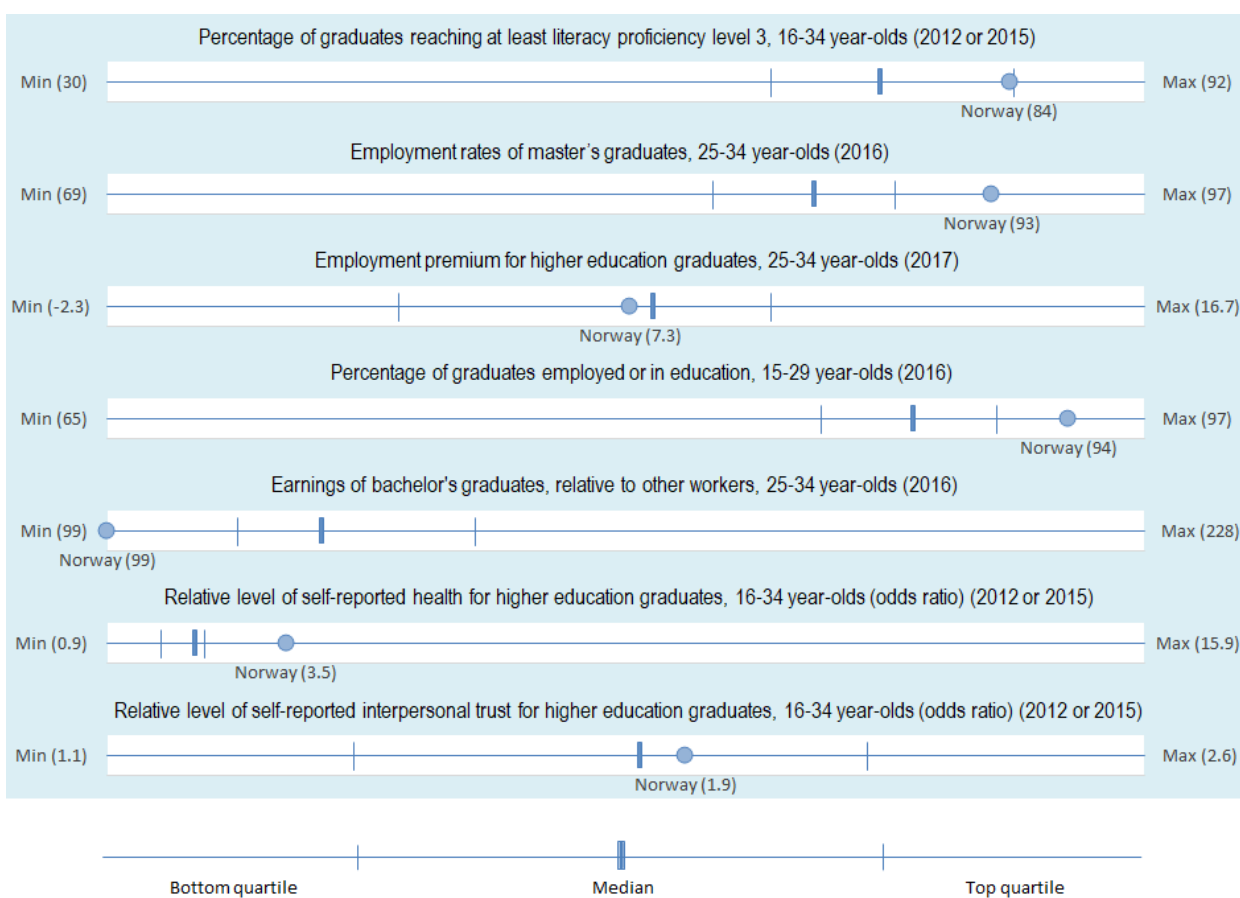 Percentage of graduates reaching at least literacy proficiency level 3, 16-34 year-olds (2012 or 2015)
Min (30)
Max (92)
Norway (84)
Employment rates of master's graduates, 25-34 year-olds (2016)
Min (69)
Max (97)
Norway (93)
Employment premium for higher education graduates, 25-34 year-olds (2017)
Min (-2.3)
Max (16.7)
Norway (7.3)
Percentage of graduates employed or in education, 15-29 year-olds (2016)
Min (65)
Max (97)
Norway (94)
Earnings of bachelor's graduates, relative to other workers, 25-34 year-olds (2016)
Min (99)
Max (228)
Norway (99)
Relative level of self-reported health for higher education graduates, 16-34 year-olds (odds ratio) (2012 or 2015)
Min (0.9)
Max (15.9)
Norway (3.5)
Relative level of self-reported interpersonal trust for higher education graduates, 16-34 year-olds (odds ratio) (2012 or 2015)
Min (1.1)
Max (2.6)
Norway (1.9)
Bottom quartile
Median
Top quartile